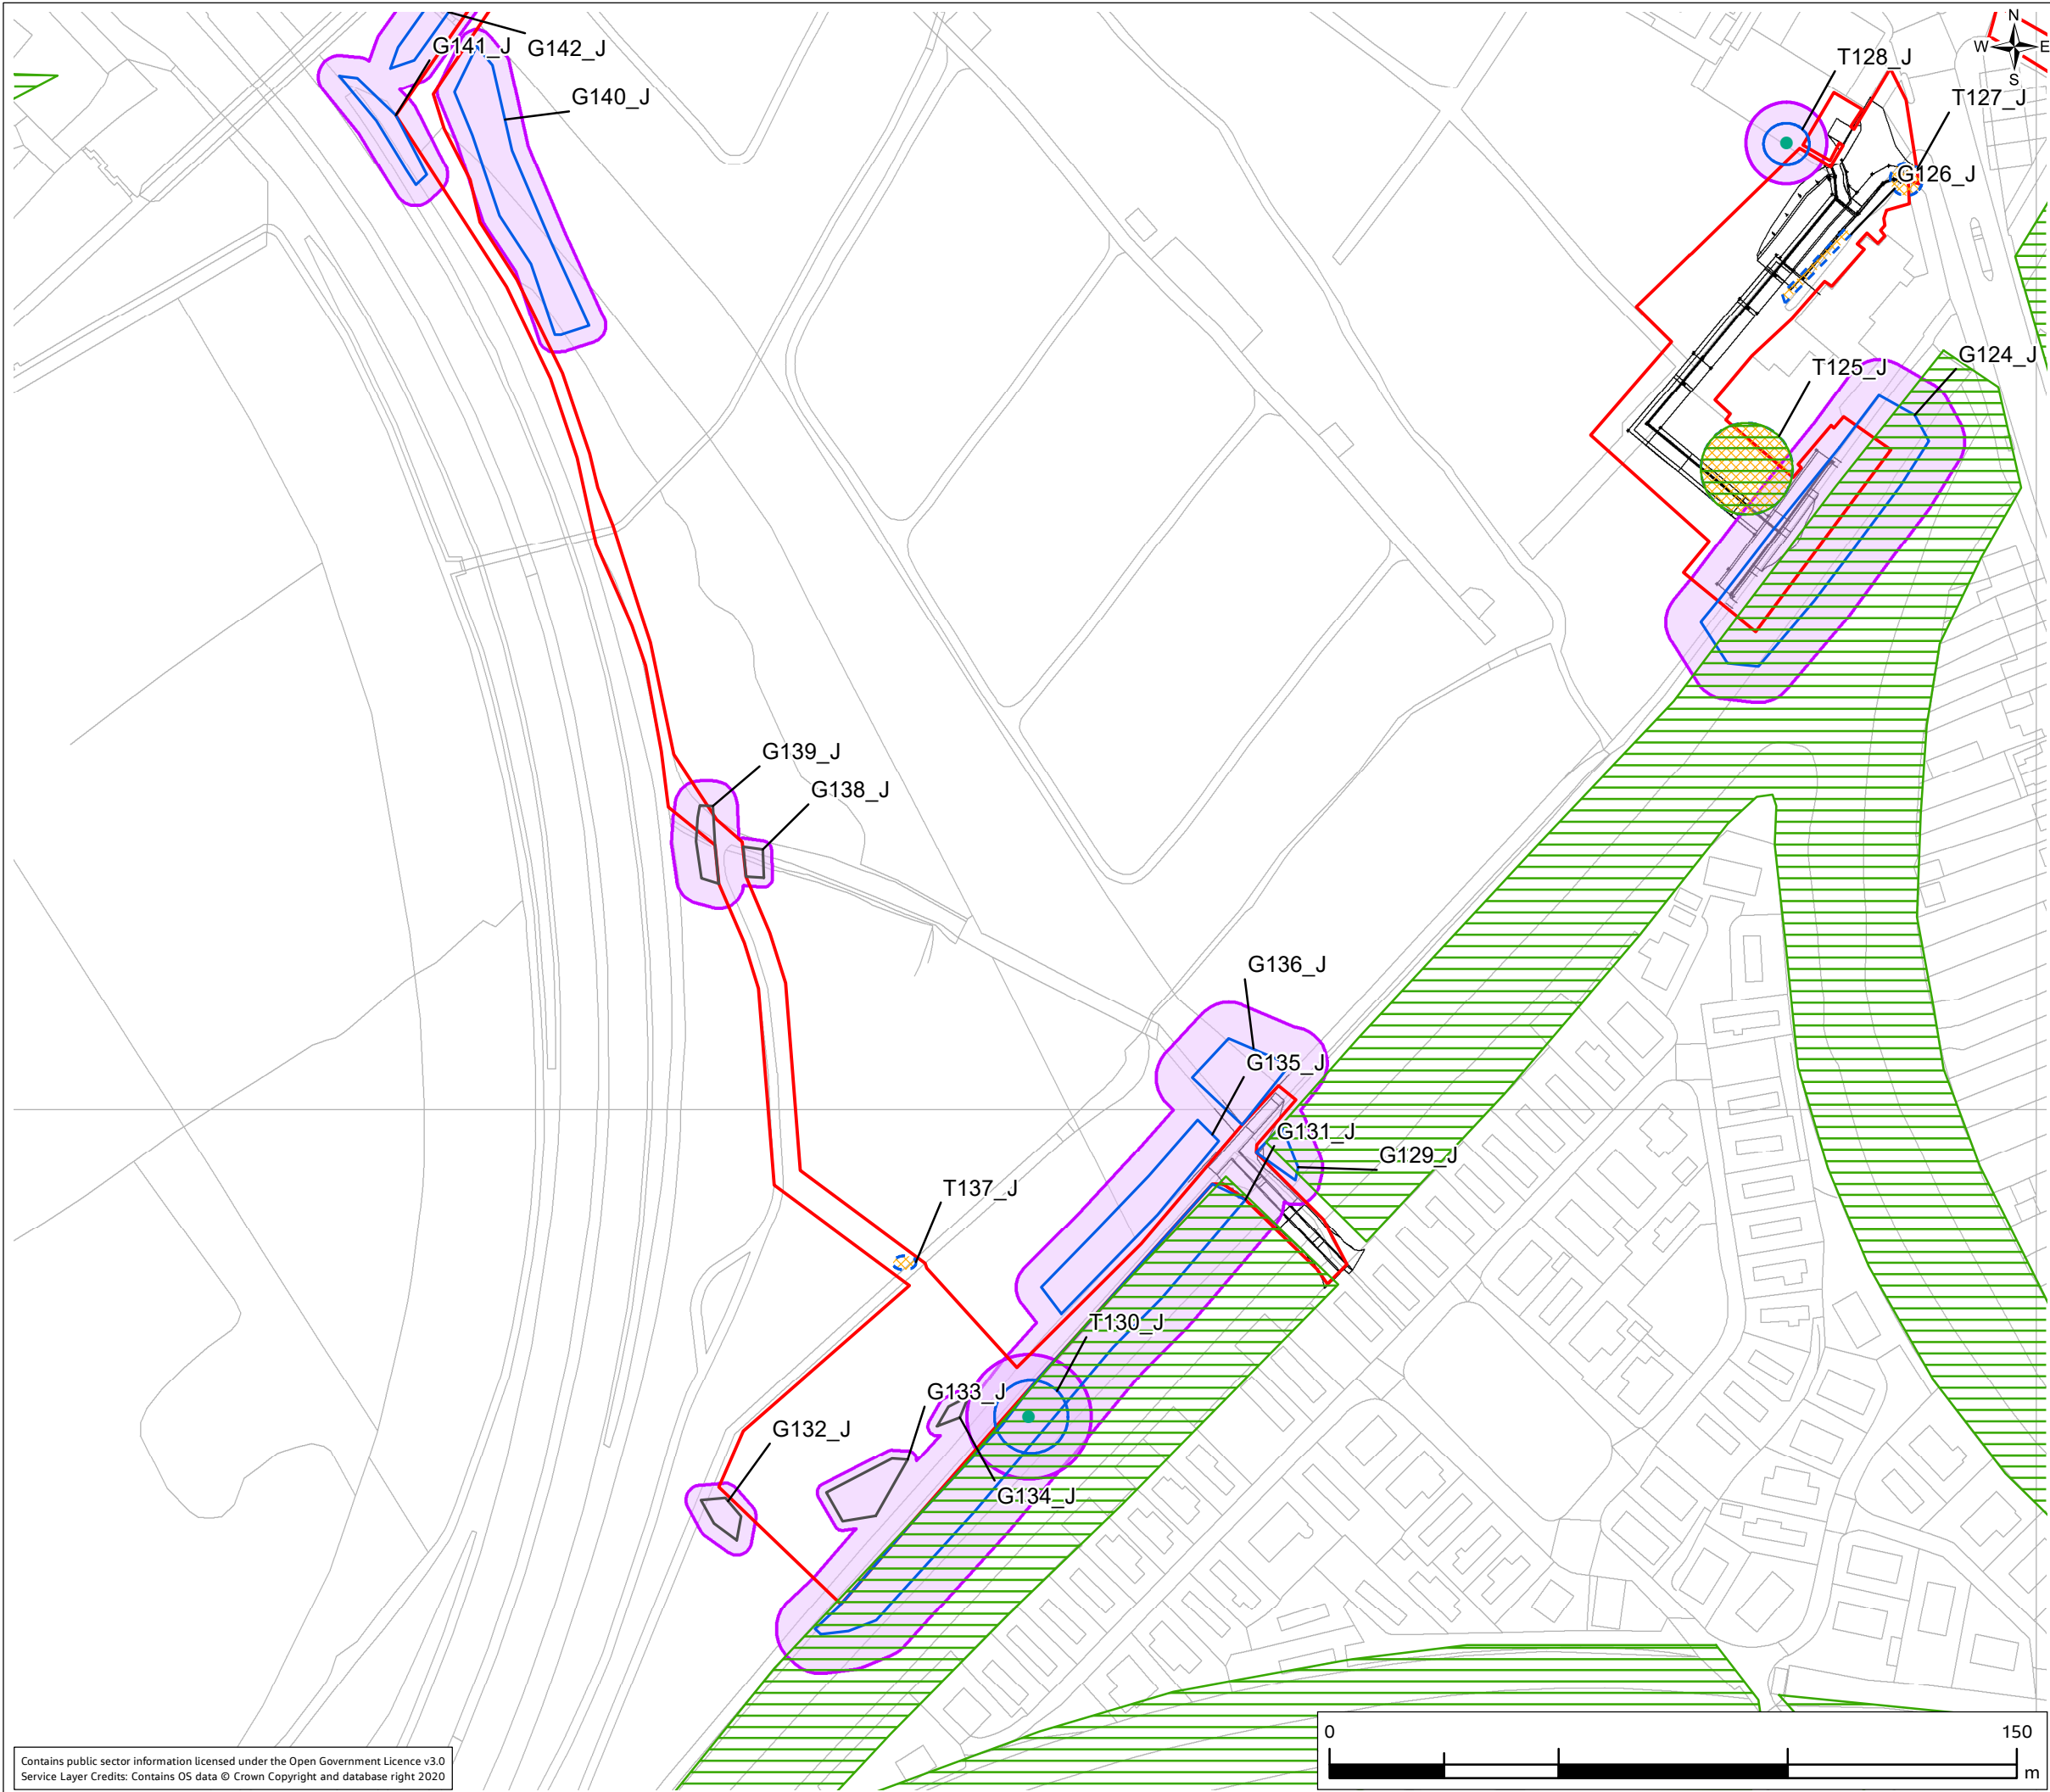 N
W E
S
G141_J
G142_J
G140_J
T128_J
T127_J
G126_J
G124_J
T125_J
G139_J
G138_J
G136_J
G135_J
G131_J
G129_J
T137_J
T130_J
G133_J
G132_J
G134_J
0 150
m
Contains public sector information licensed under the Open Government Licence v3.0
Service Layer Credits: Contains OS data © Crown Copyright and database right 2020